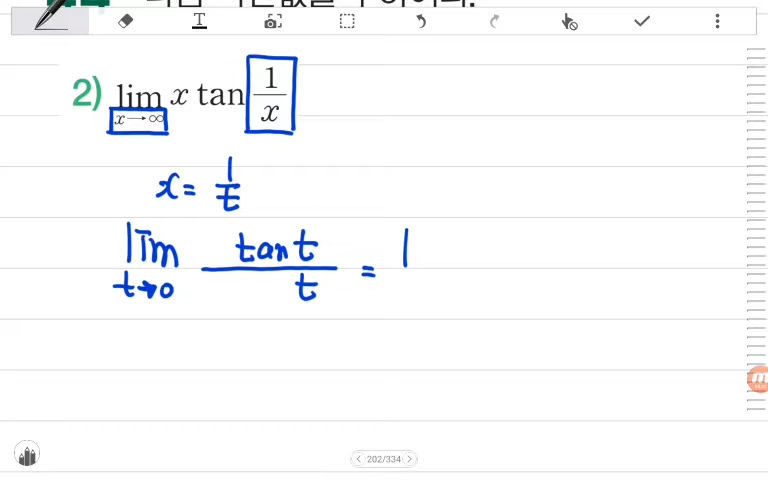 2) lim x→∞ x tan 1/x
x = 1/t
lim t→0 tan t / t = 1
202/334